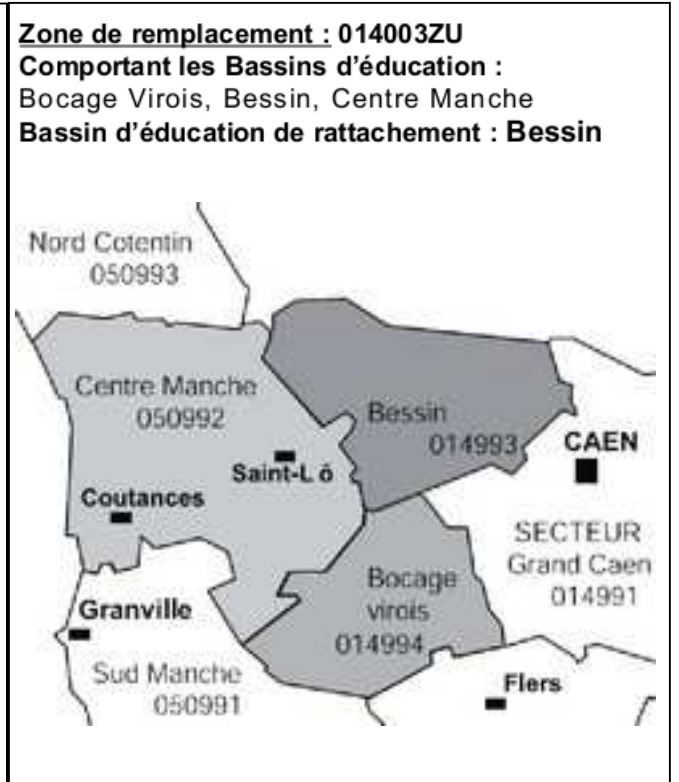 Zone de remplacement : 014003ZU
Comportant les Bassins d'éducation :
Bocage Virois, Bessin, Centre Manche
Bassin d'éducation de rattachement : Bessin
Nord Cotentin
050993
Centre Manche
050992
Bessin
014993
CAEN
Saint-L ô
Coutances
SECTEUR
Grand Caen
014991
Bocage
virois
014994
Granville
Sud Manche
050991
Flers